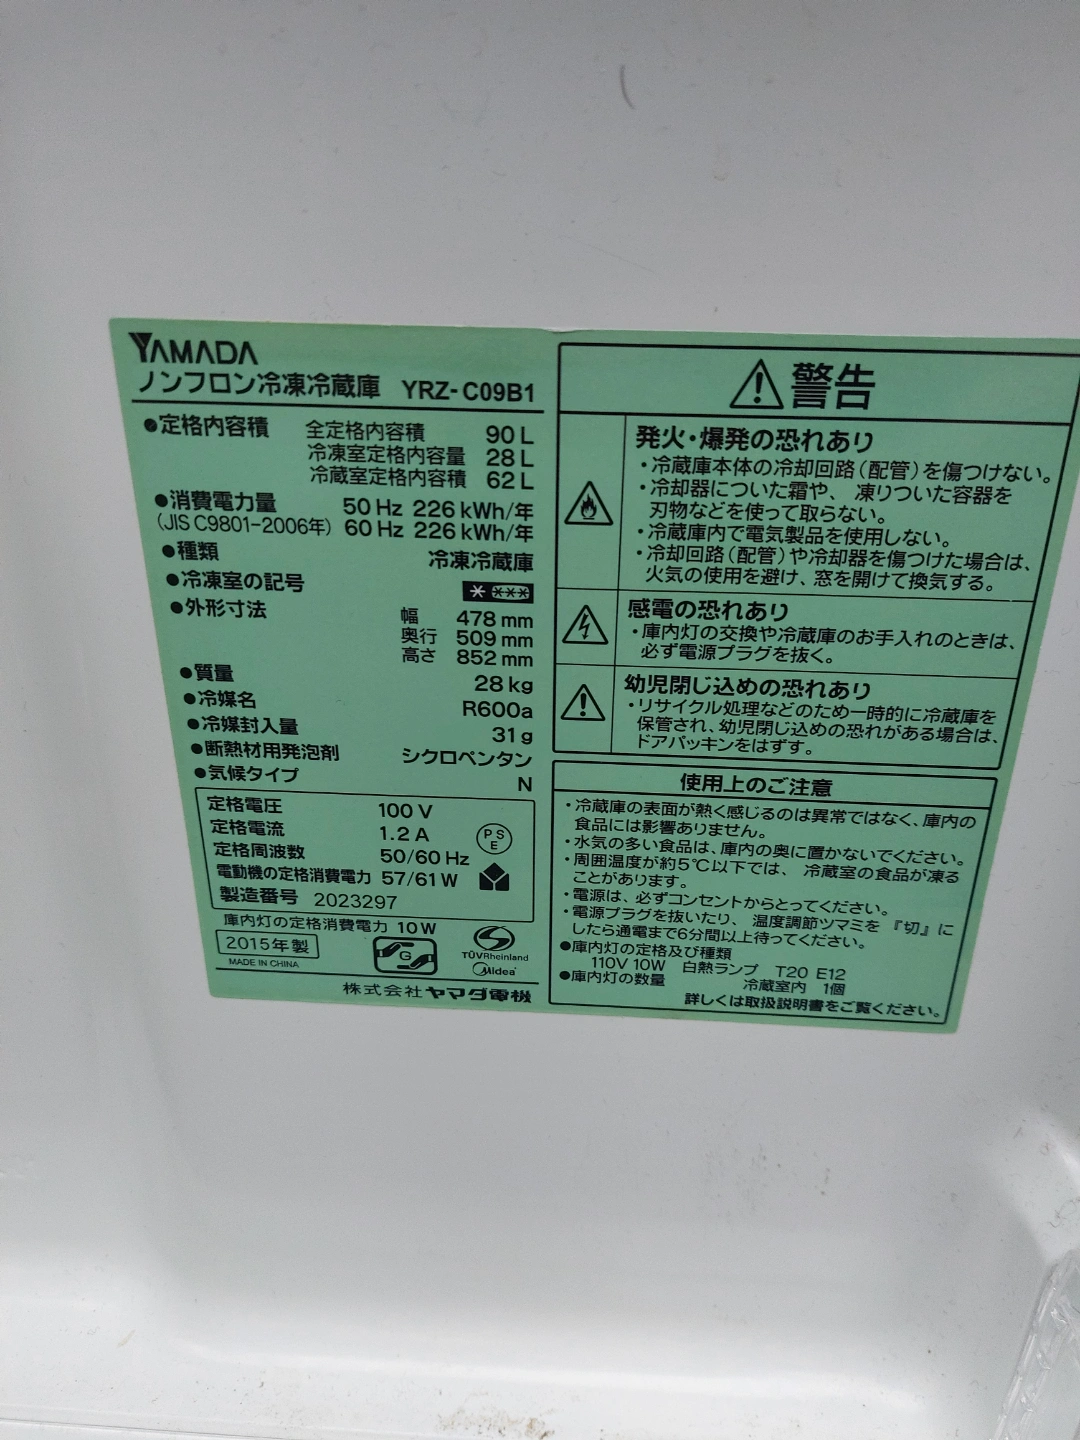 YAMADA
ノンフロン冷凍冷蔵庫 YRZ-C09B1
●定格内容積 全定格内容積 90 L
冷凍室定格内容量 28 L
冷蔵室定格内容積 62 L
●消費電力量 50 Hz 226 kWh/年
(JIS C9801-2006年) 60 Hz 226 kWh/年
●種類 冷凍冷蔵庫
●冷凍室の記号 * ***
●外形寸法 幅 478 mm
奥行 509 mm
高さ 852 mm
●質量 28 kg
●冷媒名 R600a
●冷媒封入量 31 g
●断熱材用発泡剤 シクロペンタン
●気候タイプ N
定格電圧 100 V
定格電流 1.2 A
定格周波数 50/60 Hz
電動機の定格消費電力 57/61 W
製造番号 2023297
PS
E
庫内灯の定格消費電力 10 W
2015年製
MADE IN CHINA
G
TÜVRheinland
Midea
株式会社ヤマダ電機
警告
発火・爆発の恐れあり
・冷蔵庫本体の冷却回路(配管)を傷つけない。
・冷却器についた霜や、凍りついた容器を
刃物などを使って取らない。
・冷蔵庫内で電気製品を使用しない。
・冷却回路(配管)や冷却器を傷つけた場合は、
火気の使用を避け、窓を開けて換気する。
感電の恐れあり
・庫内灯の交換や冷蔵庫のお手入れのときは、
必ず電源プラグを抜く。
幼児閉じ込めの恐れあり
・リサイクル処理などのため一時的に冷蔵庫を
保管され、幼児閉じ込めの恐れがある場合は、
ドアパッキンをはずす。
使用上のご注意
・冷蔵庫の表面が熱く感じるのは異常ではなく、庫内の
食品には影響ありません。
・水気の多い食品は、庫内の奥に置かないでください。
・周囲温度が約5℃以下では、冷蔵室の食品が凍る
ことがあります。
・電源は、必ずコンセントからとってください。
・電源プラグを抜いたり、温度調節ツマミを『切』に
したら通電まで6分間以上待ってください。
●庫内灯の定格及び種類
110V 10W 白熱ランプ T20 E12
●庫内灯の数量 冷蔵室内 1個
詳しくは取扱説明書をご覧ください。